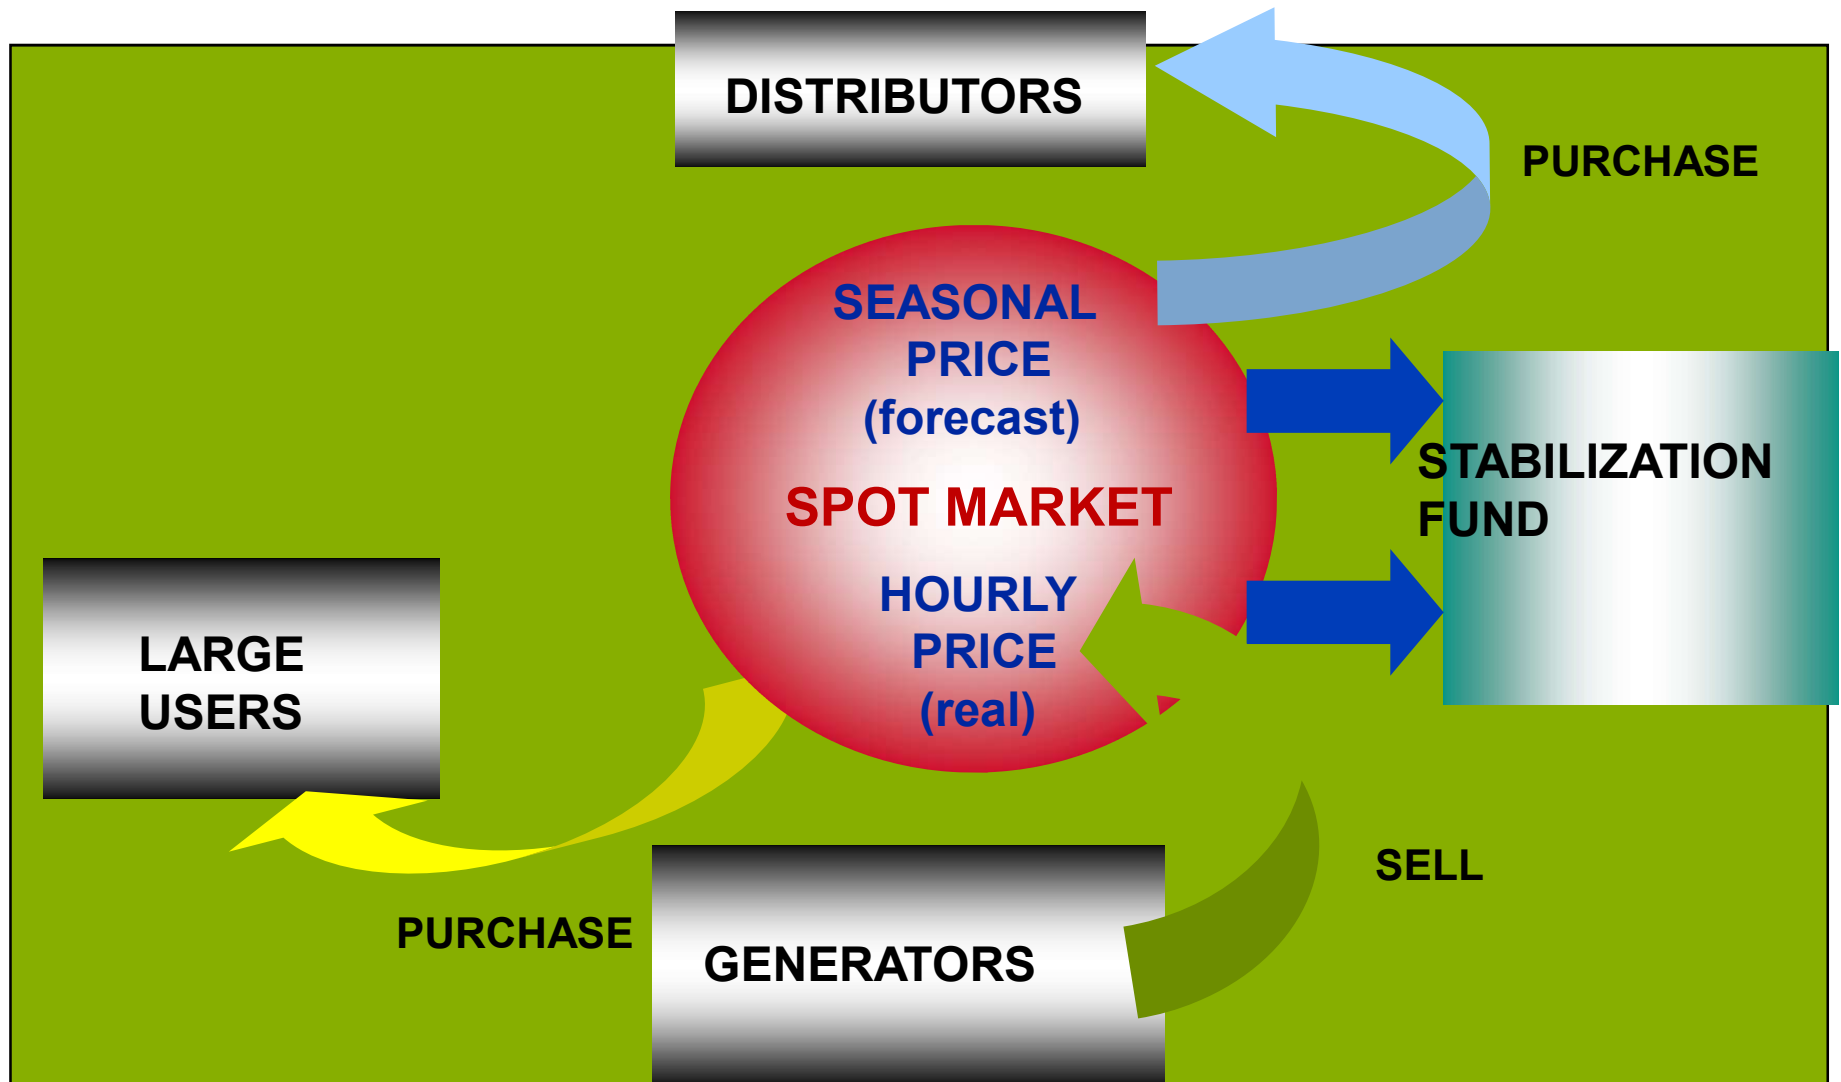 DISTRIBUTORS
PURCHASE
SEASONAL
PRICE
(forecast)
SPOT MARKET
HOURLY
PRICE
(real)
STABILIZATION
FUND
LARGE
USERS
SELL
PURCHASE
GENERATORS